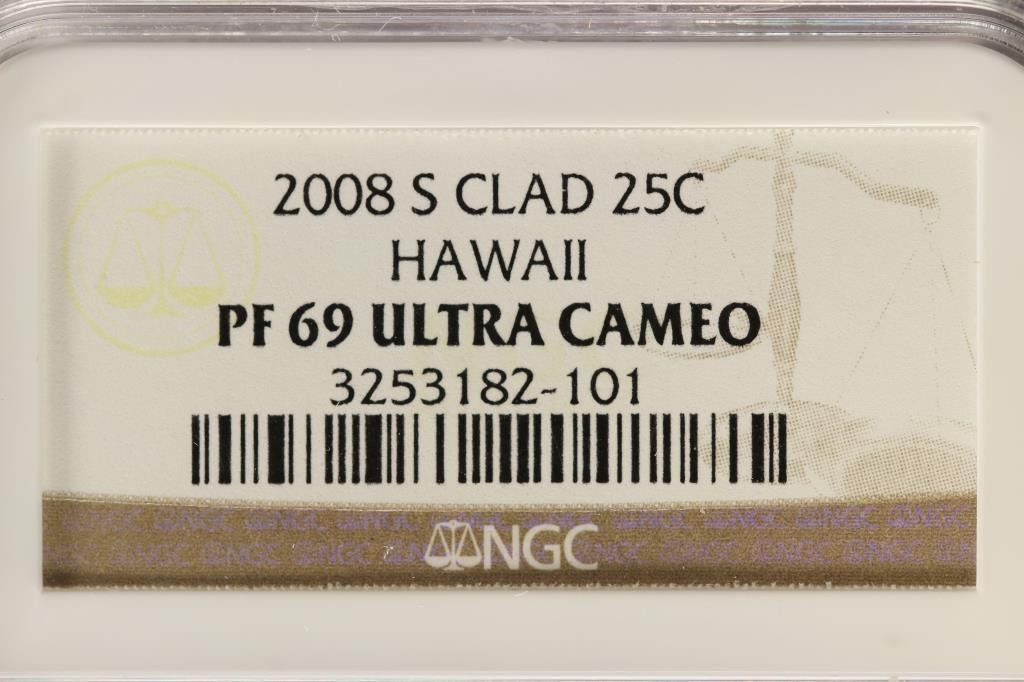 2008 S CLAD 25C
HAWAII
PF 69 ULTRA CAMEO
3253182-101
NGC